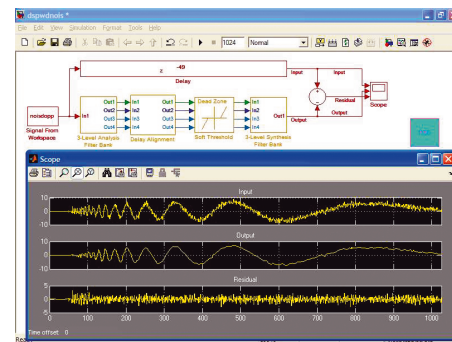 dspwdnois *
File Edit View Simulation Format Tools Help
1024 Normal
-49
z
Delay
Input Input
noisdopp
Signal From
Workspace
In1 Out1 Out2 Out3 Out4
3-Level Analysis
Filter Bank
In1 In2 In3 In4 Out1 Out2 Out3 Out4
Delay Alignment
Dead Zone
Soft Threshold
In1 In2 In3 In4 Out1
3-Level Synthesis
Filter Bank
Output
Residual
Output
Scope
Scope
Input
10
0
-10
Output
10
0
-10
Residual
5
0
-5
0 100 200 300 400 500 600 700 800 900 1000
Time offset: 0